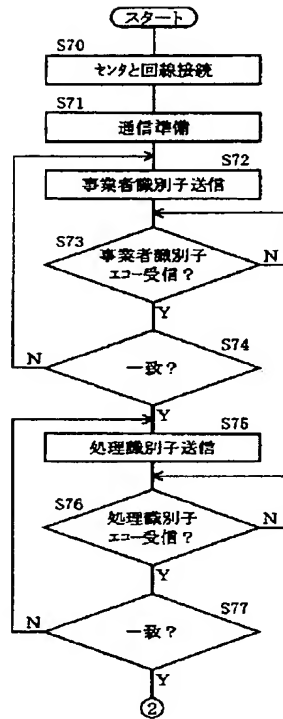 スタート
S70
センタと回線接続
S71
通信準備
S72
事業者識別子送信
S73
事業者識別子
エコー受信？
N
Y
S74
N
一致？
Y
S75
処理識別子送信
S76
処理識別子
エコー受信？
N
Y
S77
N
一致？
Y
2